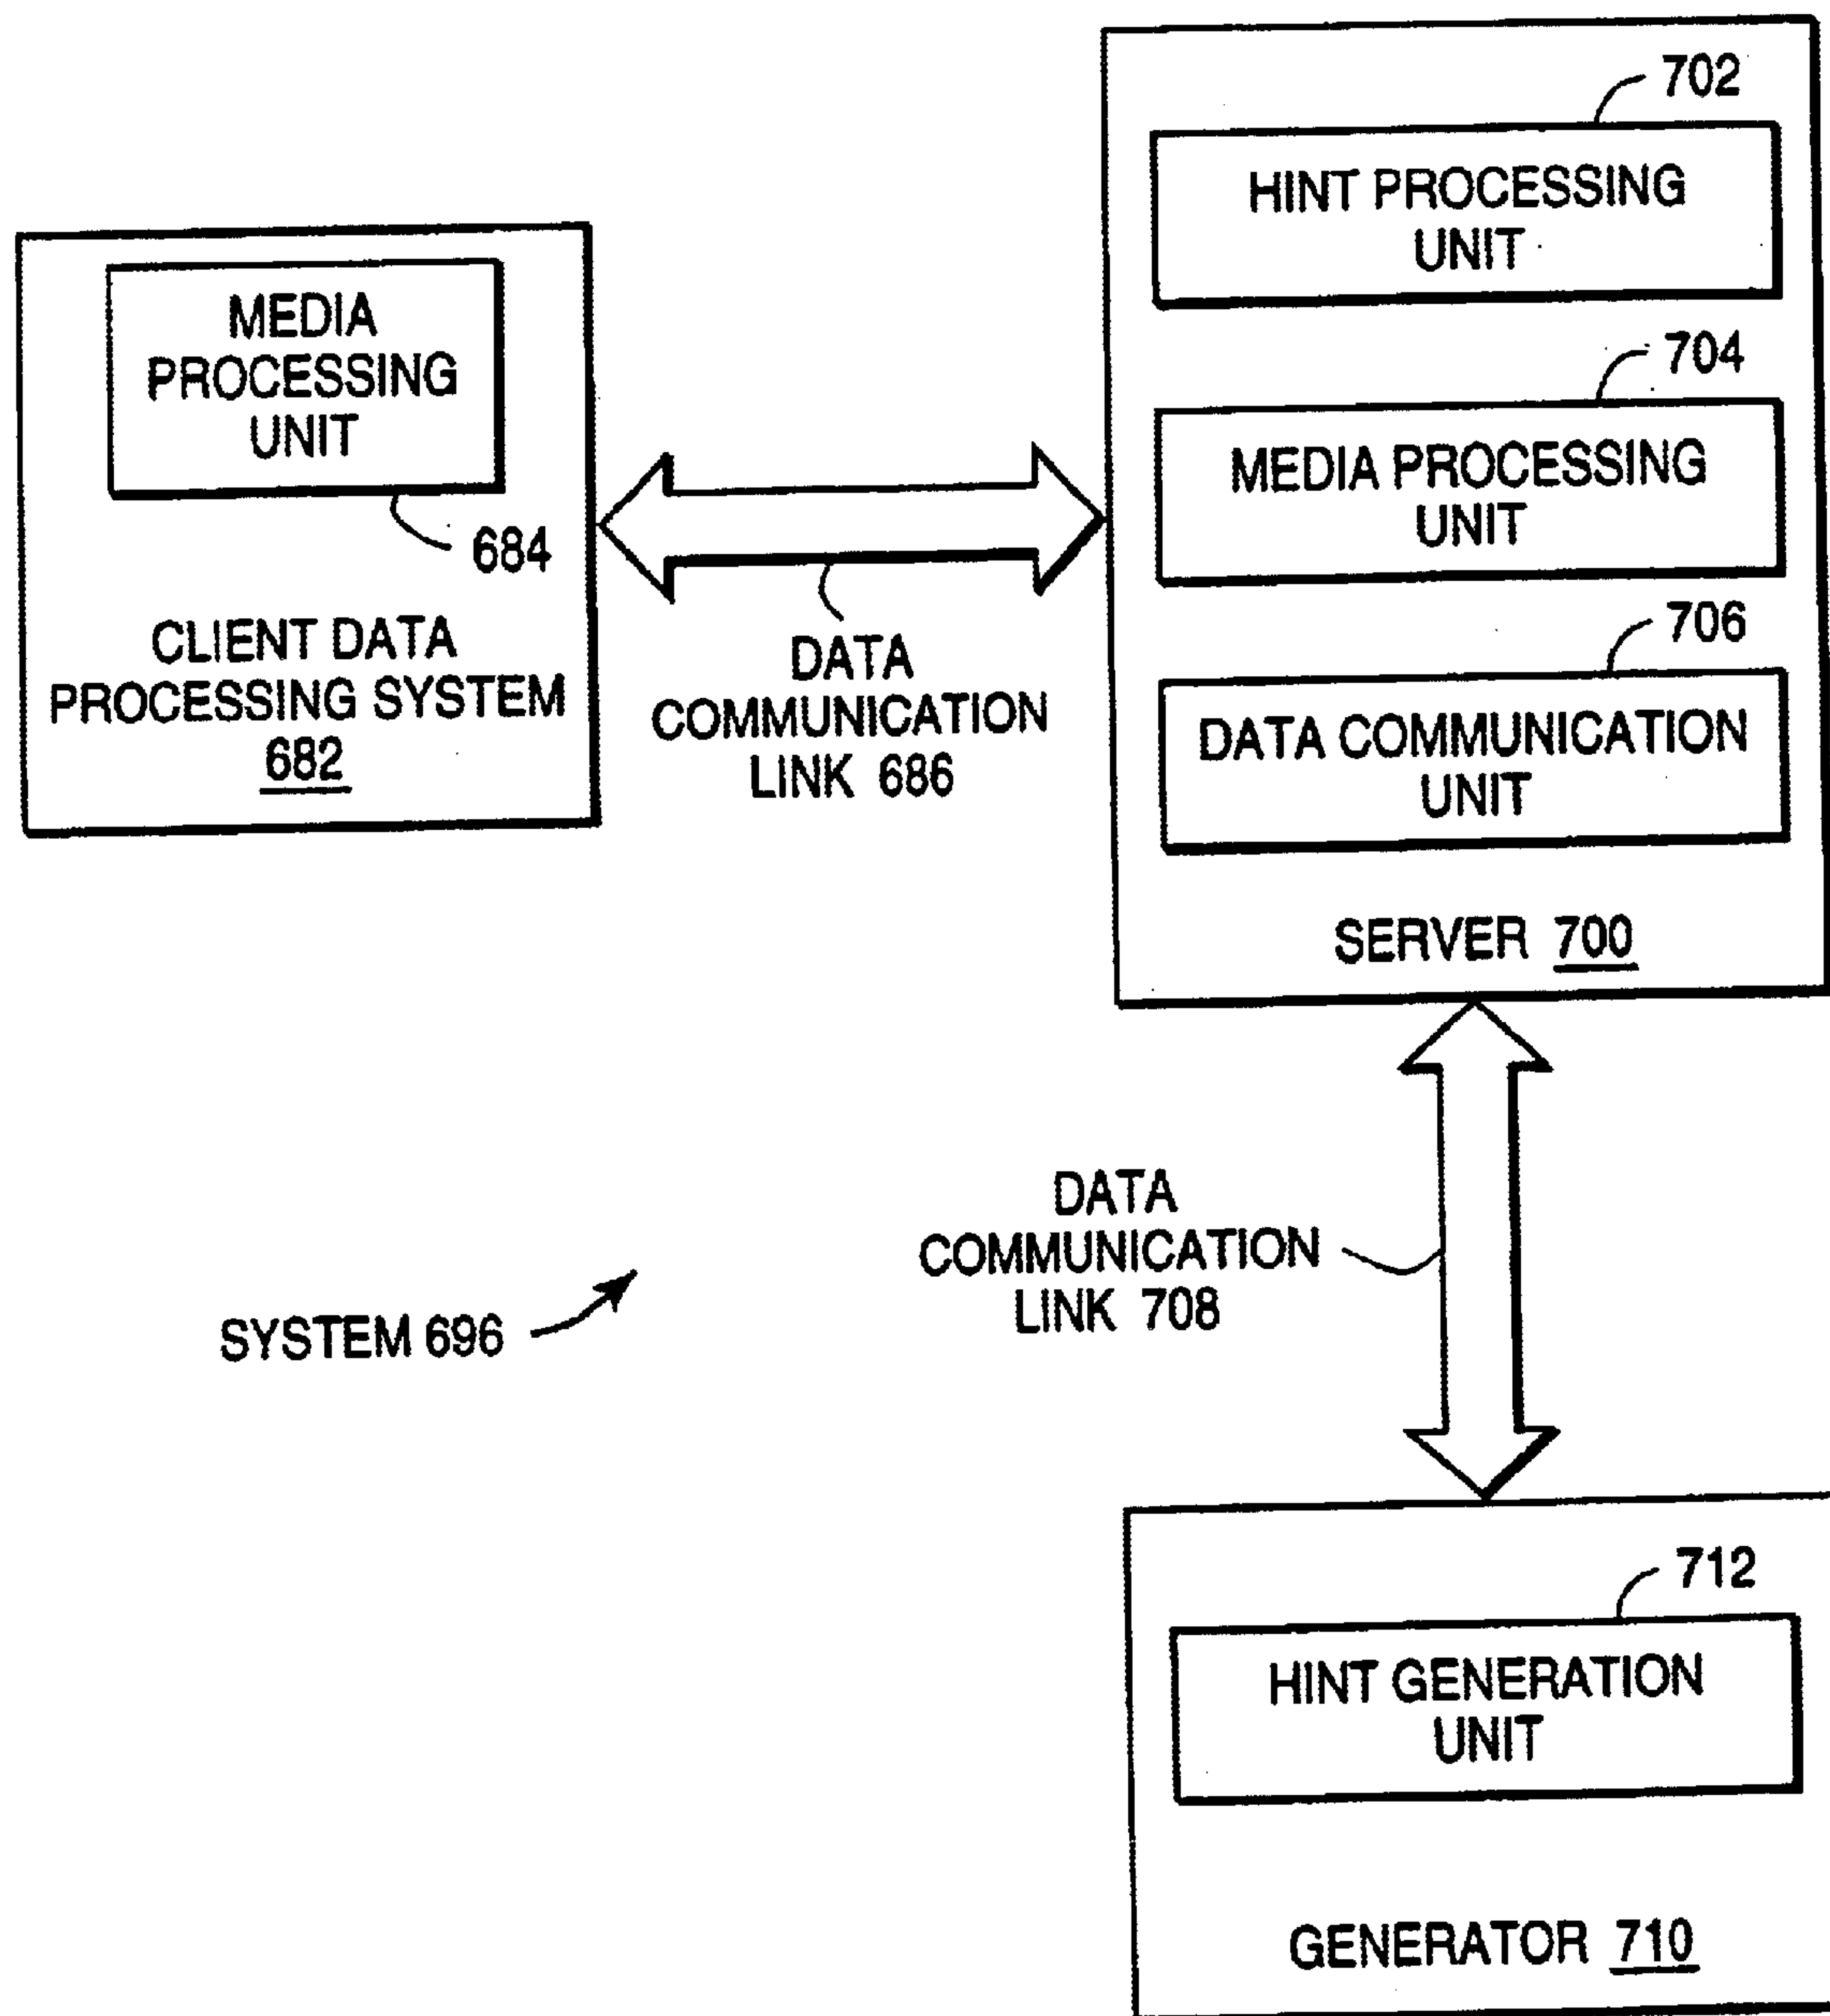 702
HINT PROCESSING
UNIT
704
MEDIA PROCESSING
UNIT
706
DATA COMMUNICATION
UNIT
SERVER 700
MEDIA
PROCESSING
UNIT
684
CLIENT DATA
PROCESSING SYSTEM
682
DATA
COMMUNICATION
LINK 686
DATA
COMMUNICATION
LINK 708
SYSTEM 696
712
HINT GENERATION
UNIT
GENERATOR 710